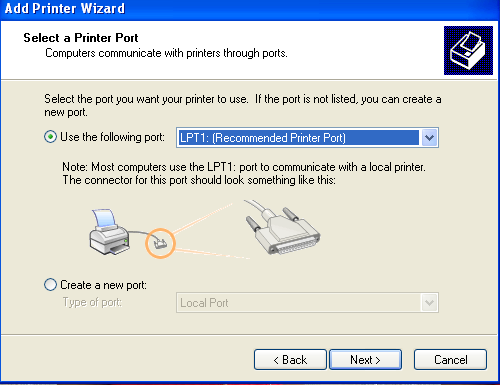 Add Printer Wizard
Select a Printer Port
Computers communicate with printers through ports.
Select the port you want your printer to use. If the port is not listed, you can create a
new port.
Use the following port: LPT1: (Recommended Printer Port)
Note: Most computers use the LPT1: port to communicate with a local printer.
The connector for this port should look something like this:
Create a new port:
Type of port: Local Port
< Back Next > Cancel